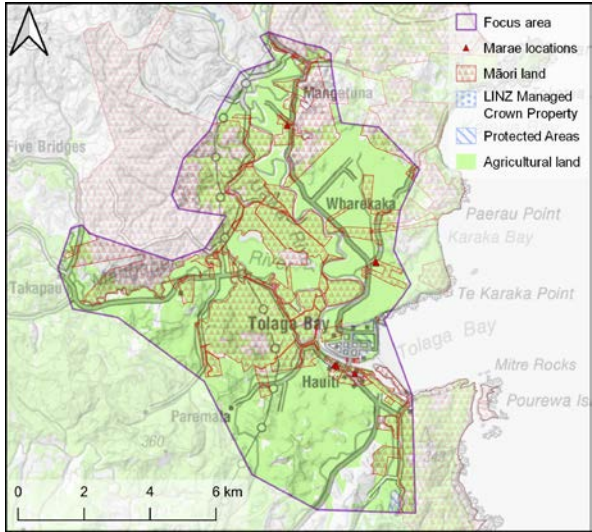 N
Focus area
Marae locations
Māori land
LINZ Managed
Crown Property
Protected Areas
Agricultural land
Mangatuna
Five Bridges
Wharekaka
Paerau Point
Karaka Bay
River
Takapau
Te Karaka Point
Tolaga Bay
Tolaga Bay
Mitre Rocks
Hauiti
Pourewa Is
Paremata
360
0 2 4 6 km